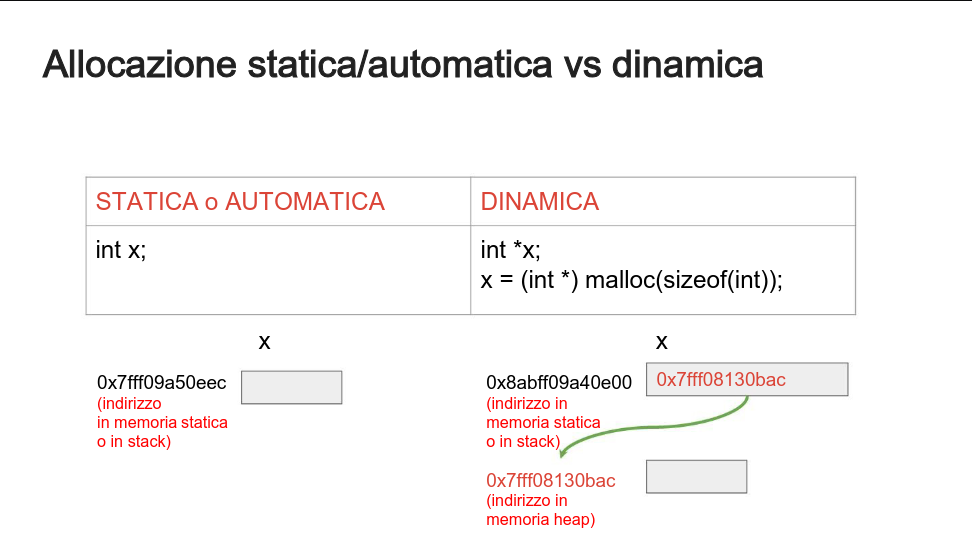 Allocazione statica/automatica vs dinamica
STATICA o AUTOMATICA
DINAMICA
int x;
int *x;
x = (int *) malloc(sizeof(int));
x
0x7fff09a50eec
(indirizzo
in memoria statica
o in stack)
x
0x8abff09a40e00
0x7fff08130bac
(indirizzo in
memoria statica
o in stack)
0x7fff08130bac
(indirizzo in
memoria heap)